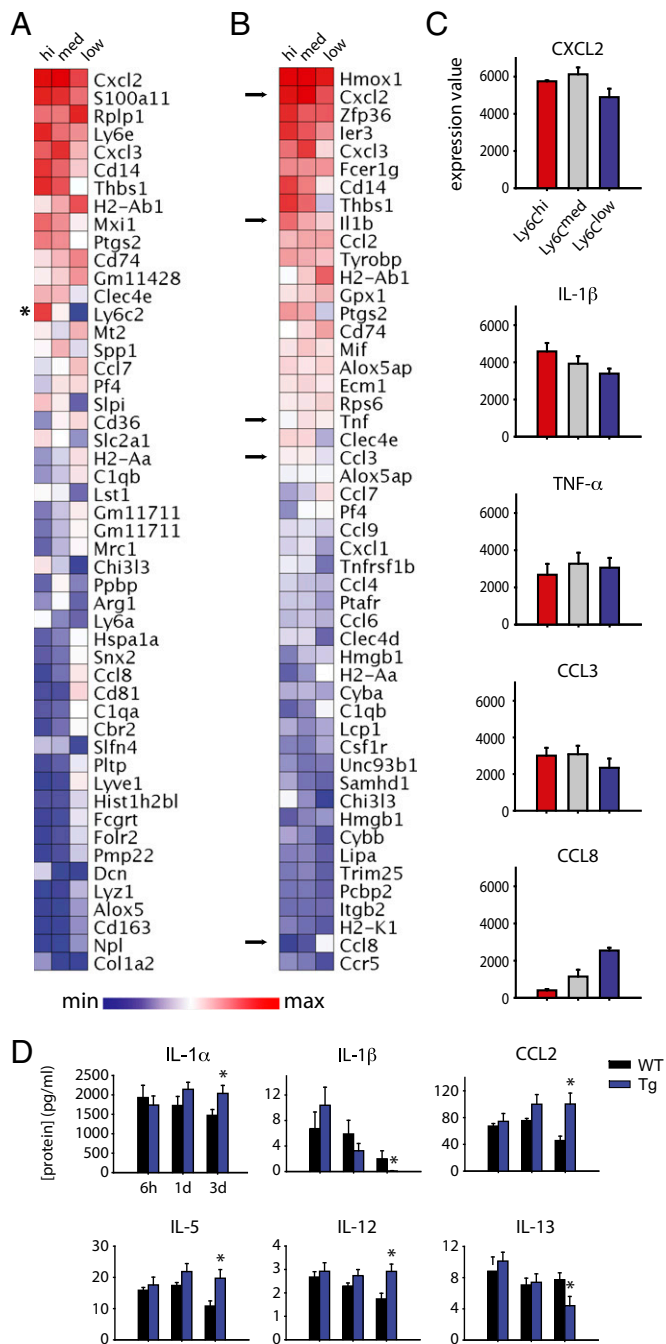 A
hi med low
Cxcl2
S100a11
Rplp1
Ly6e
Cxcl3
Cd14
Thbs1
H2-Ab1
Mxi1
Ptgs2
Cd74
Gm11428
Clec4e
* Ly6c2
Mt2
Spp1
Ccl7
Pf4
Slpi
Cd36
Slc2a1
H2-Aa
C1qb
Lst1
Gm11711
Gm11711
Mrc1
Chi3l3
Ppbp
Arg1
Ly6a
Hspa1a
Snx2
Ccl8
Cd81
C1qa
Cbr2
Slfn4
Pltp
Lyve1
Hist1h2bl
Fcgrt
Folr2
Pmp22
Dcn
Lyz1
Alox5
Cd163
Npl
Col1a2
B
hi med low
Hmox1
Cxcl2
Zfp36
Ier3
Cxcl3
Fcer1g
Cd14
Thbs1
Il1b
Ccl2
Tyrobp
H2-Ab1
Gpx1
Ptgs2
Cd74
Mif
Alox5ap
Ecm1
Rps6
Tnf
Clec4e
Ccl3
Alox5ap
Ccl7
Pf4
Ccl9
Cxcl1
Tnfrsf1b
Ccl4
Ptafr
Ccl6
Clec4d
Hmgb1
H2-Aa
Cyba
C1qb
Lcp1
Csf1r
Unc93b1
Samhd1
Chi3l3
Hmgb1
Cybb
Lipa
Trim25
Pcbp2
Itgb2
H2-K1
Ccl8
Ccr5
min max
C
CXCL2
expression value
6000
4000
2000
0
Ly6Chi Ly6Cmed Ly6Clow
IL-1β
6000
4000
2000
0
TNF-α
6000
4000
2000
0
CCL3
6000
4000
2000
0
CCL8
6000
4000
2000
0
D
[protein] (pg/ml)
IL-1α
2500
2000
1500
1000
500
0
*
6h 1d 3d
IL-1β
12
8
4
0
*
CCL2
120
80
40
0
*
WT
Tg
IL-5
30
20
10
0
*
IL-12
4
3
2
1
0
*
IL-13
12
8
4
0
*